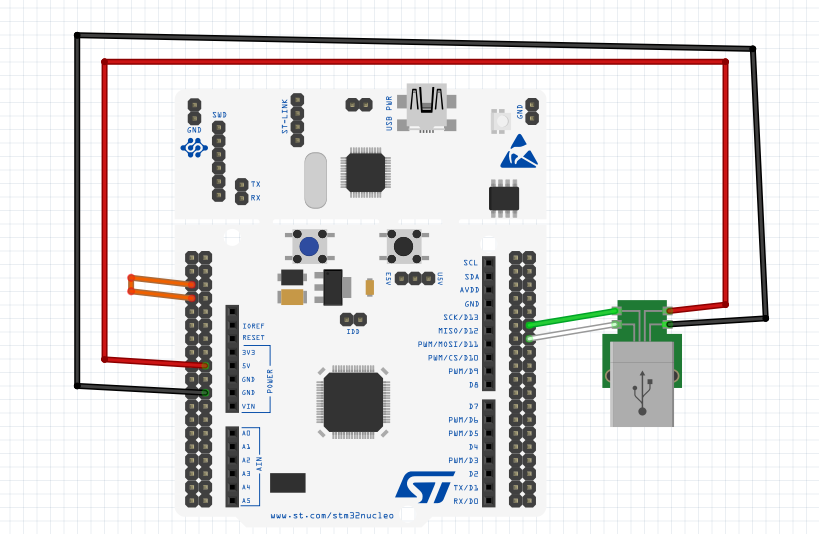 USB PWR
GND
ST-LINK
SWD
GND
TX
RX
E5V
U5V
IDD
IOREF
RESET
3V3
5V
GND
GND
VIN
POWER
A0
A1
A2
A3
A4
A5
AIN
SCL
SDA
AVDD
GND
SCK/D13
MISO/D12
PWM/MOSI/D11
PWM/CS/D10
PWM/D9
D8
D7
PWM/D6
PWM/D5
D4
PWM/D3
D2
TX/D1
RX/D0
ST
www.st.com/stm32nucleo